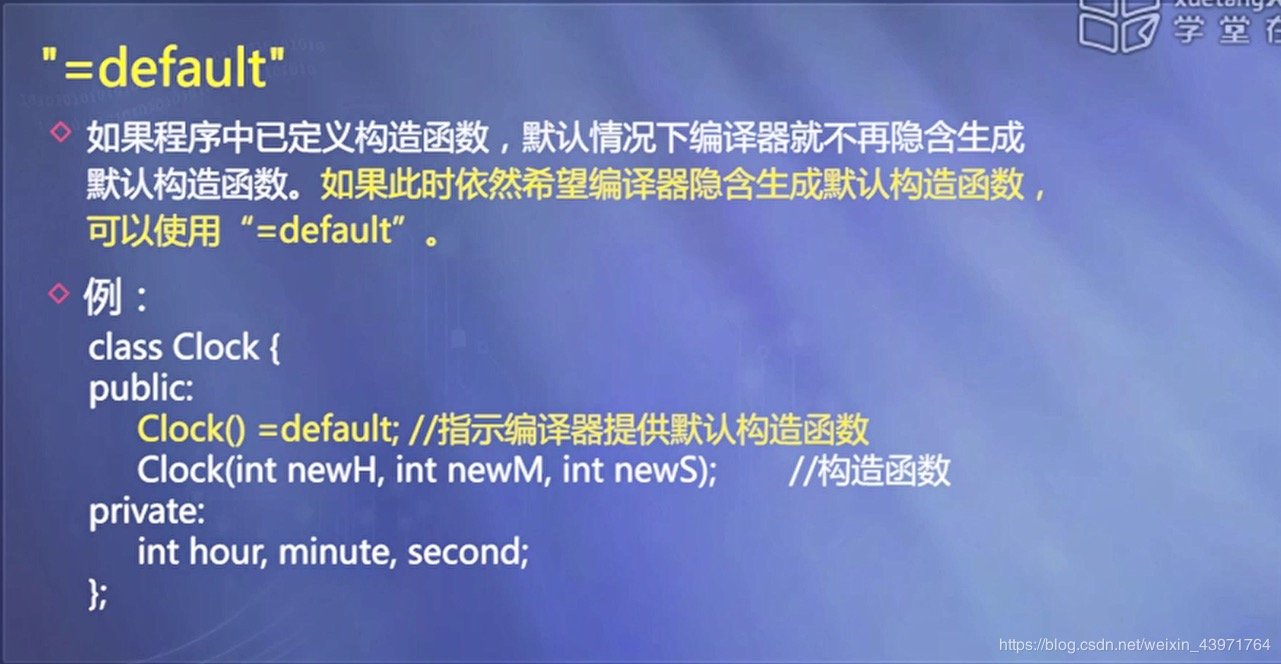 学堂在
"=default"
如果程序中已定义构造函数，默认情况下编译器就不再隐含生成
默认构造函数。如果此时依然希望编译器隐含生成默认构造函数，
可以使用“=default”。
例：
class Clock {
public:
Clock() =default; //指示编译器提供默认构造函数
Clock(int newH, int newM, int newS); //构造函数
private:
int hour, minute, second;
};
https://blog.csdn.net/weixin_43971764